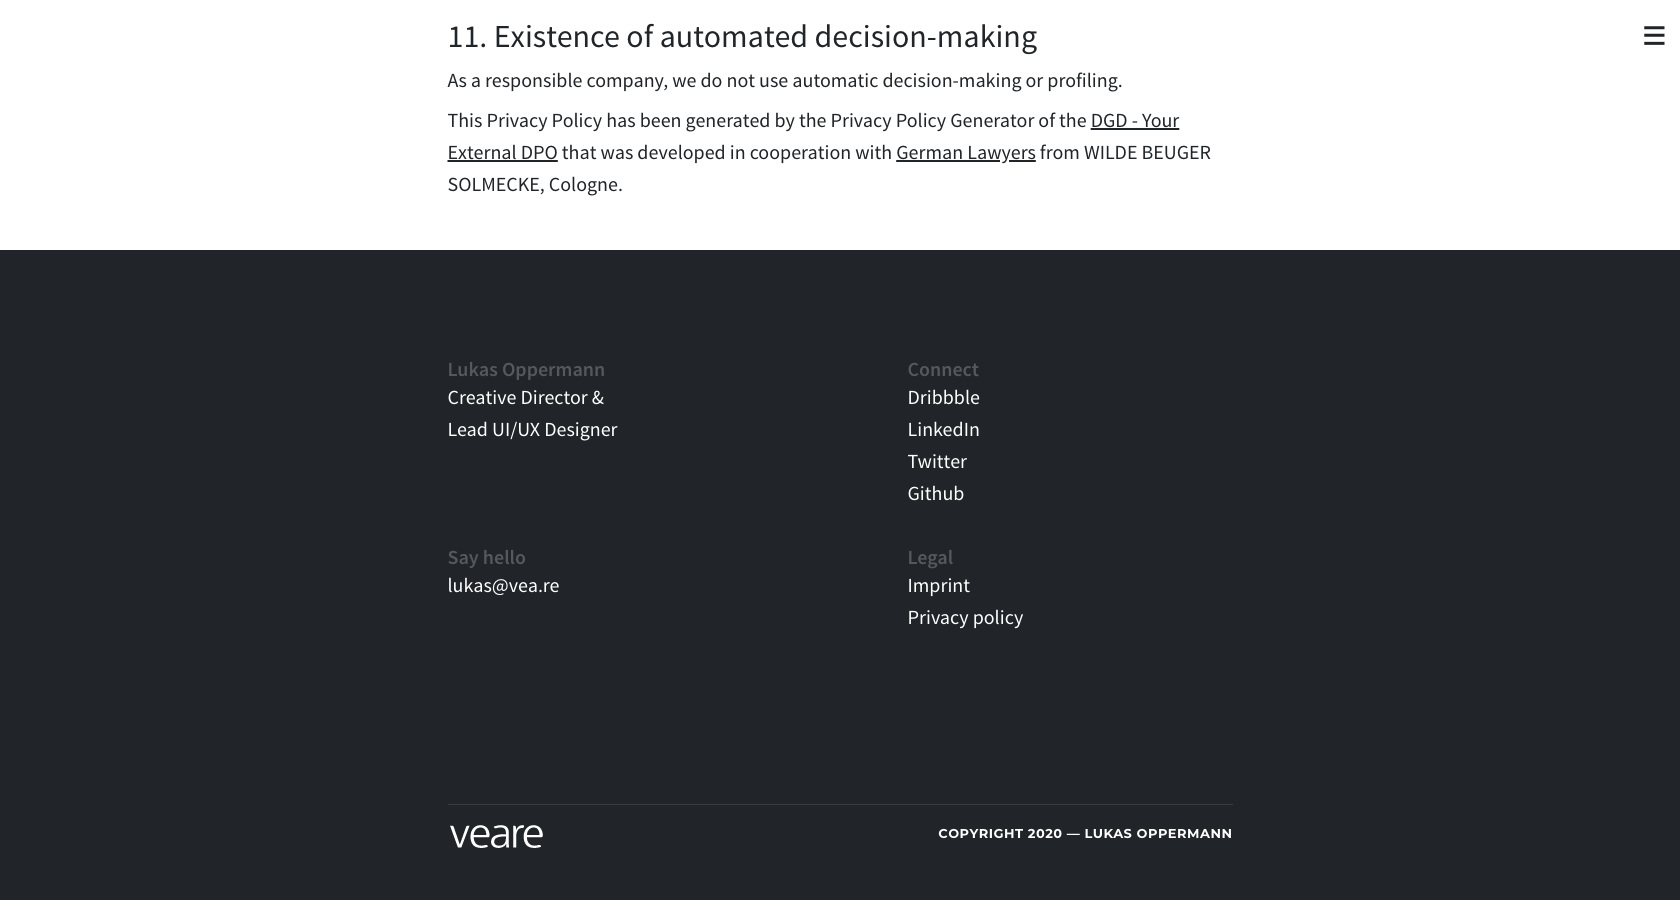 11. Existence of automated decision-making
As a responsible company, we do not use automatic decision-making or profiling.
This Privacy Policy has been generated by the Privacy Policy Generator of the DGD - Your
External DPO that was developed in cooperation with German Lawyers from WILDE BEUGER
SOLMECKE, Cologne.
Lukas Oppermann
Creative Director &
Lead UI/UX Designer
Connect
Dribbble
LinkedIn
Twitter
Github
Say hello
lukas@vea.re
Legal
Imprint
Privacy policy
veare
COPYRIGHT 2020 — LUKAS OPPERMANN